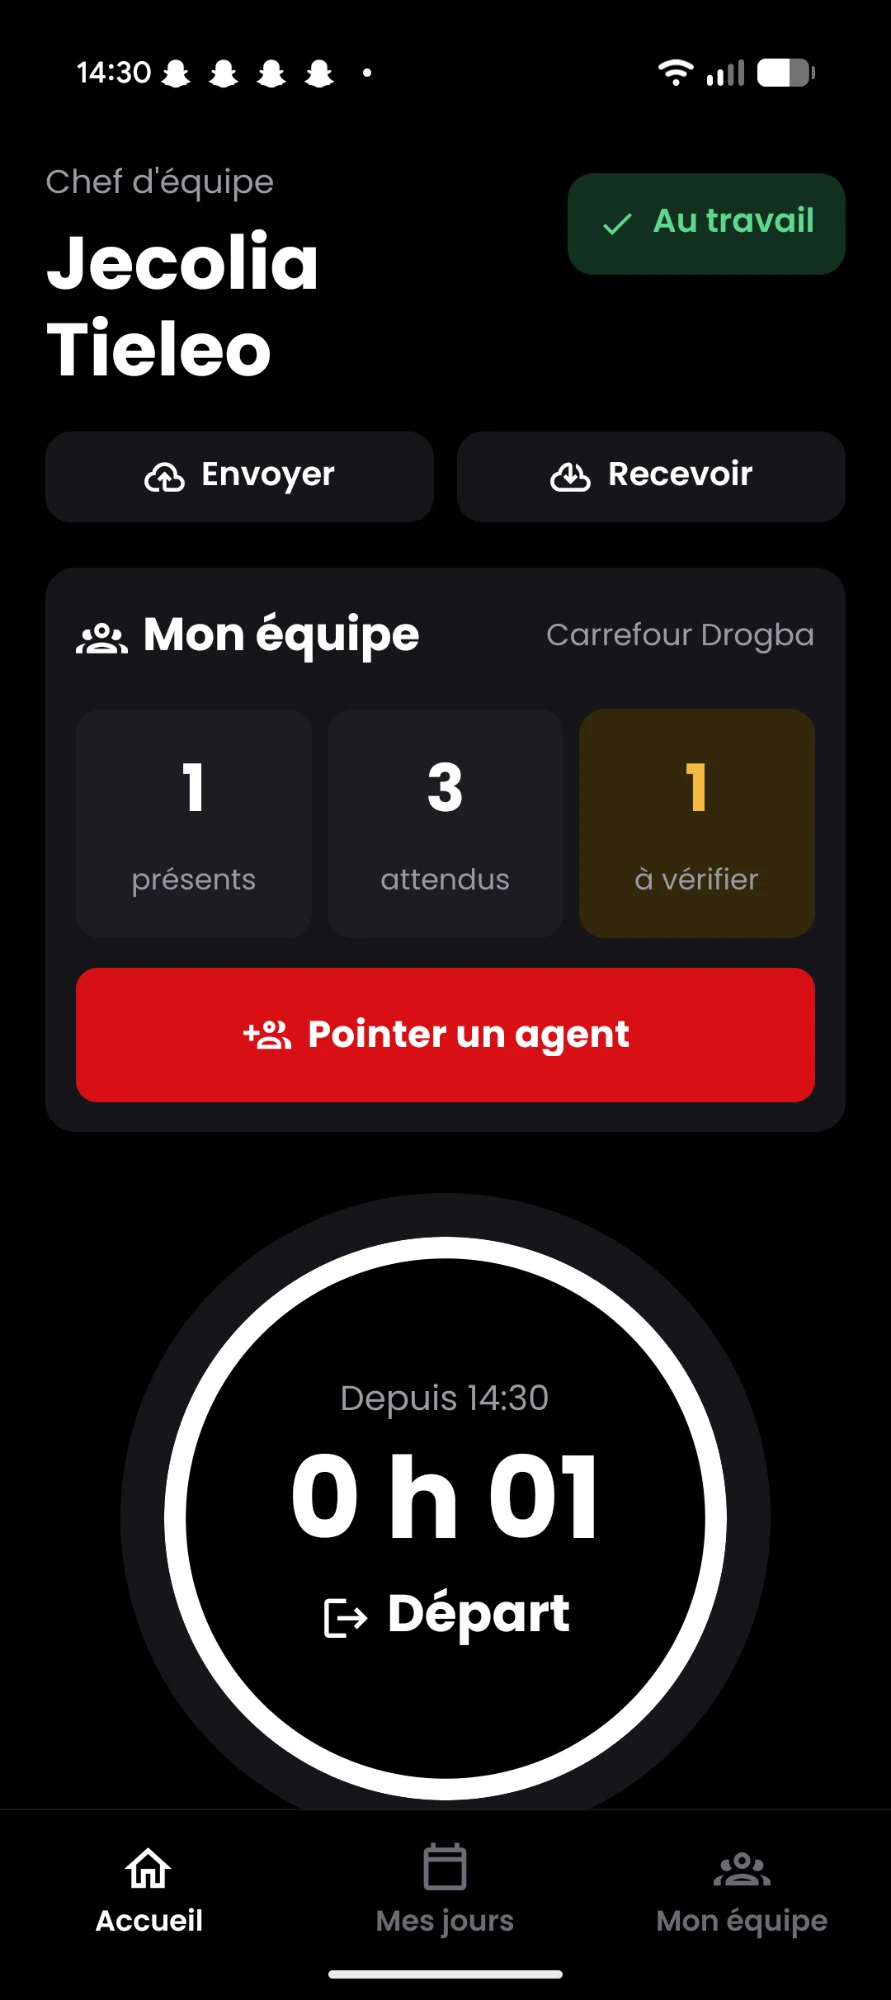 14:30
Chef d'équipe
Au travail
Jecolia
Tieleo
Envoyer
Recevoir
Mon équipe
Carrefour Drogba
1
3
1
présents
attendus
à vérifier
Pointer un agent
Depuis 14:30
0 h 01
Départ
Accueil
Mes jours
Mon équipe